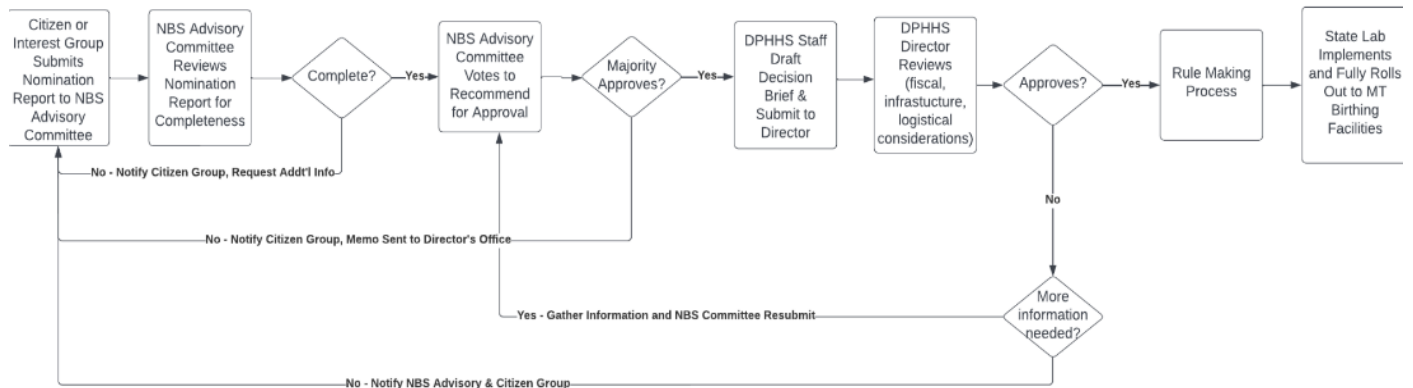 Citizen or
Interest Group
Submits
Nomination
Report to NBS
Advisory
Committee
NBS Advisory
Committee
Reviews
Nomination
Report for
Completeness
Complete?
Yes
NBS Advisory
Committee
Votes to
Recommend
for Approval
Majority
Approves?
Yes
DPHHS Staff
Draft
Decision
Brief &
Submit to
Director
DPHHS
Director
Reviews
(fiscal,
infrastucture,
logistical
considerations)
Approves?
Yes
Rule Making
Process
State Lab
Implements
and Fully Rolls
Out to MT
Birthing
Facilities
No - Notify Citizen Group, Request Addt'l Info
No
No - Notify Citizen Group, Memo Sent to Director's Office
More
information
needed?
Yes - Gather Information and NBS Committee Resubmit
No - Notify NBS Advisory & Citizen Group